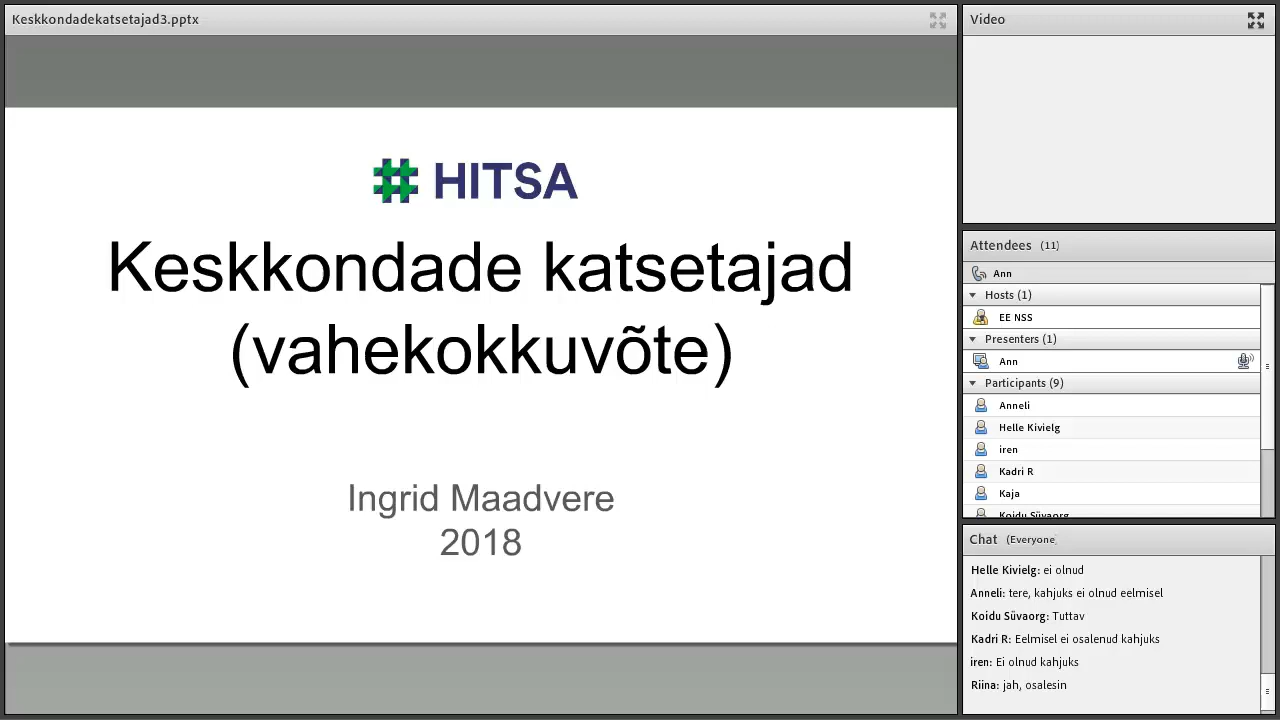 Keskkondadekatsetajad3.pptx
HITSA
Keskkondade katsetajad
(vahekokkuvõte)
Ingrid Maadvere
2018
Video
Attendees (11)
Ann
Hosts (1)
EE NSS
Presenters (1)
Ann
Participants (9)
Anneli
Helle Kivielg
iren
Kadri R
Kaja
Koidu Süvaorg
Chat (Everyone)
Helle Kivielg: ei olnud
Anneli: tere, kahjuks ei olnud eelmisel
Koidu Süvaorg: Tuttav
Kadri R: Eelmisel ei osalenud kahjuks
iren: Ei olnud kahjuks
Riina: jah, osalesin